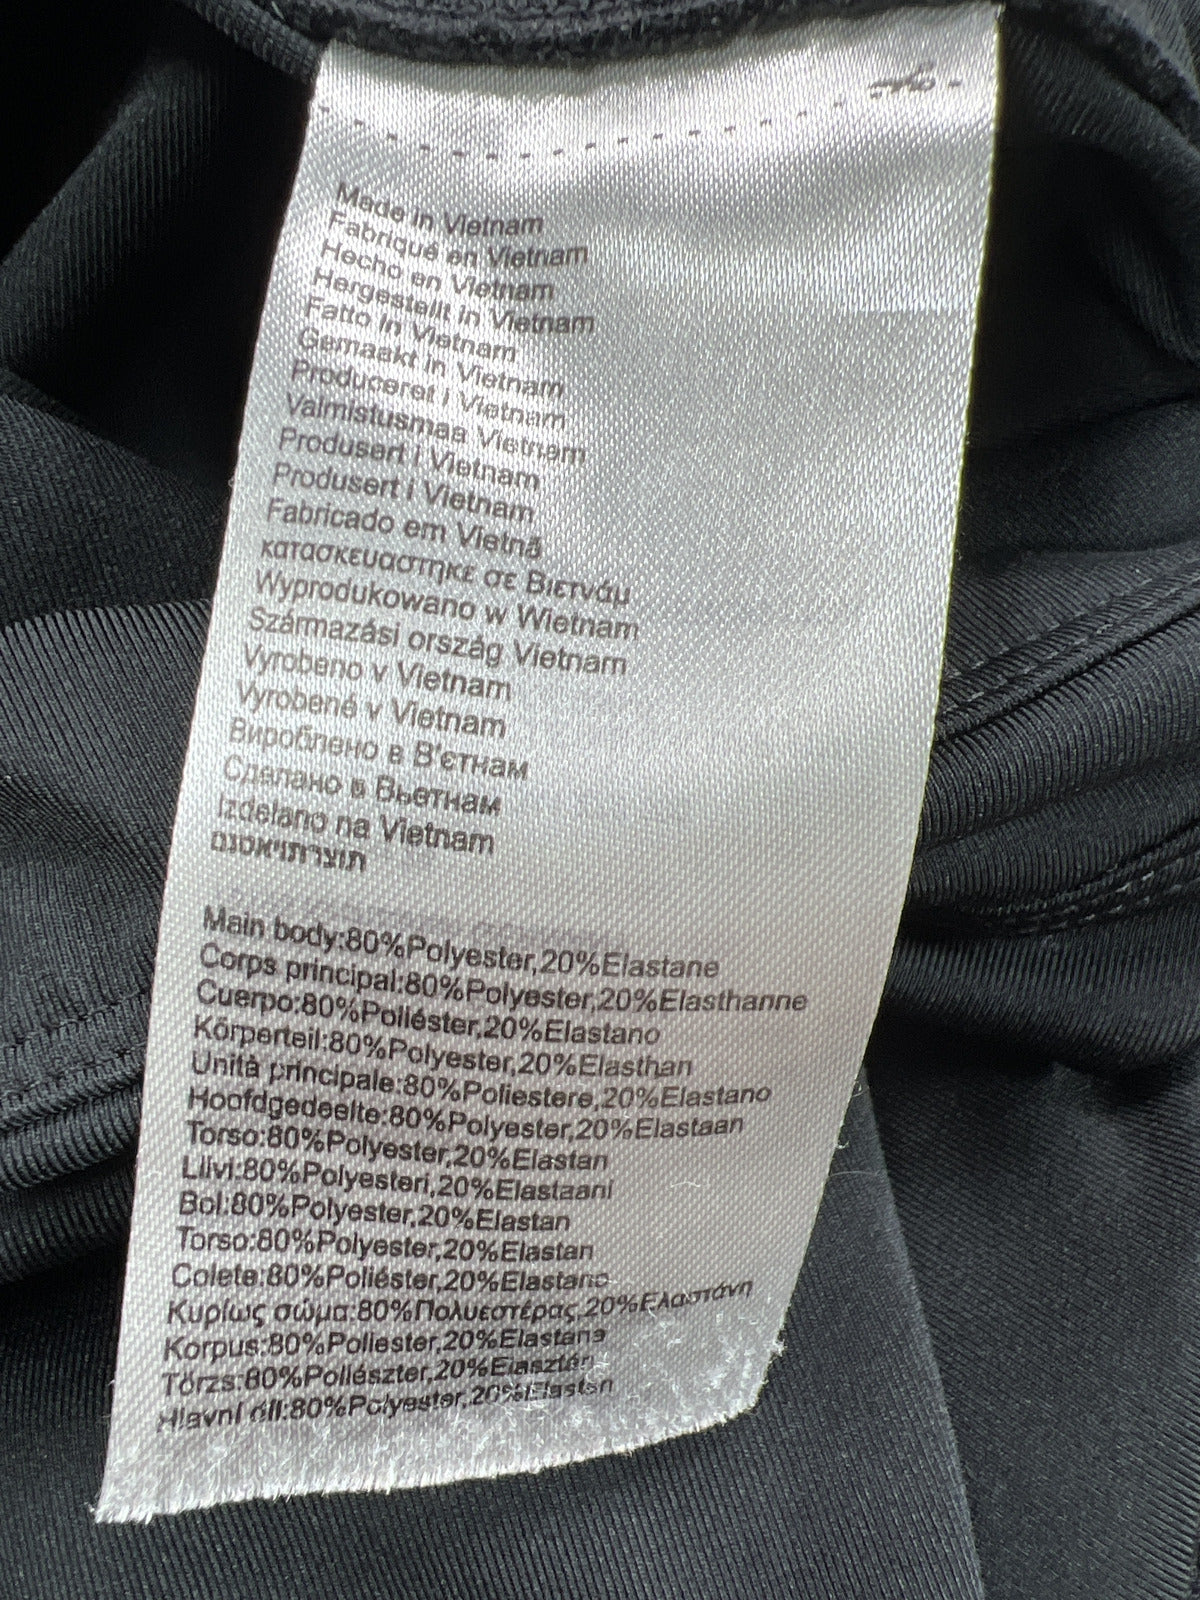 Made in Vietnam
Fabriqué en Vietnam
Hecho en Vietnam
Hergestellt in Vietnam
Fatto in Vietnam
Gemaakt in Vietnam
Produceret i Vietnam
Valmistusmaa Vietnam
Produsert i Vietnam
Produsert i Vietnam
Fabricado em Vietnã
κατασκευαστηκε σε Βιετνάμ
Wyprodukowano w Wietnam
Származási ország Vietnam
Vyrobeno v Vietnam
Vyrobené v Vietnam
Вироблено в В'єтнам
Сделано в Вьетнам
Izdelano na Vietnam
Main body:80%Polyester,20%Elastane
Corps principal:80%Polyester,20%Elasthanne
Cuerpo:80%Poliéster,20%Elastano
Körperteil:80%Polyester,20%Elasthan
Unità principale:80%Poliestere,20%Elastano
Hoofdgedeelte:80%Polyester,20%Elastaan
Torso:80%Polyester,20%Elastan
Liivi:80%Polyesteri,20%Elastaani
Bol:80%Polyester,20%Elastan
Torso:80%Polyester,20%Elastan
Colete:80%Poliéster,20%Elastano
Κυρίως σώμα:80%Πολυεστέρας,20%Ελαστάνη
Korpus:80%Poliester,20%Elastana
Törzs:80%Poliészter,20%Elasztán
Hlavní díl:80%Polyester,20%Elastan